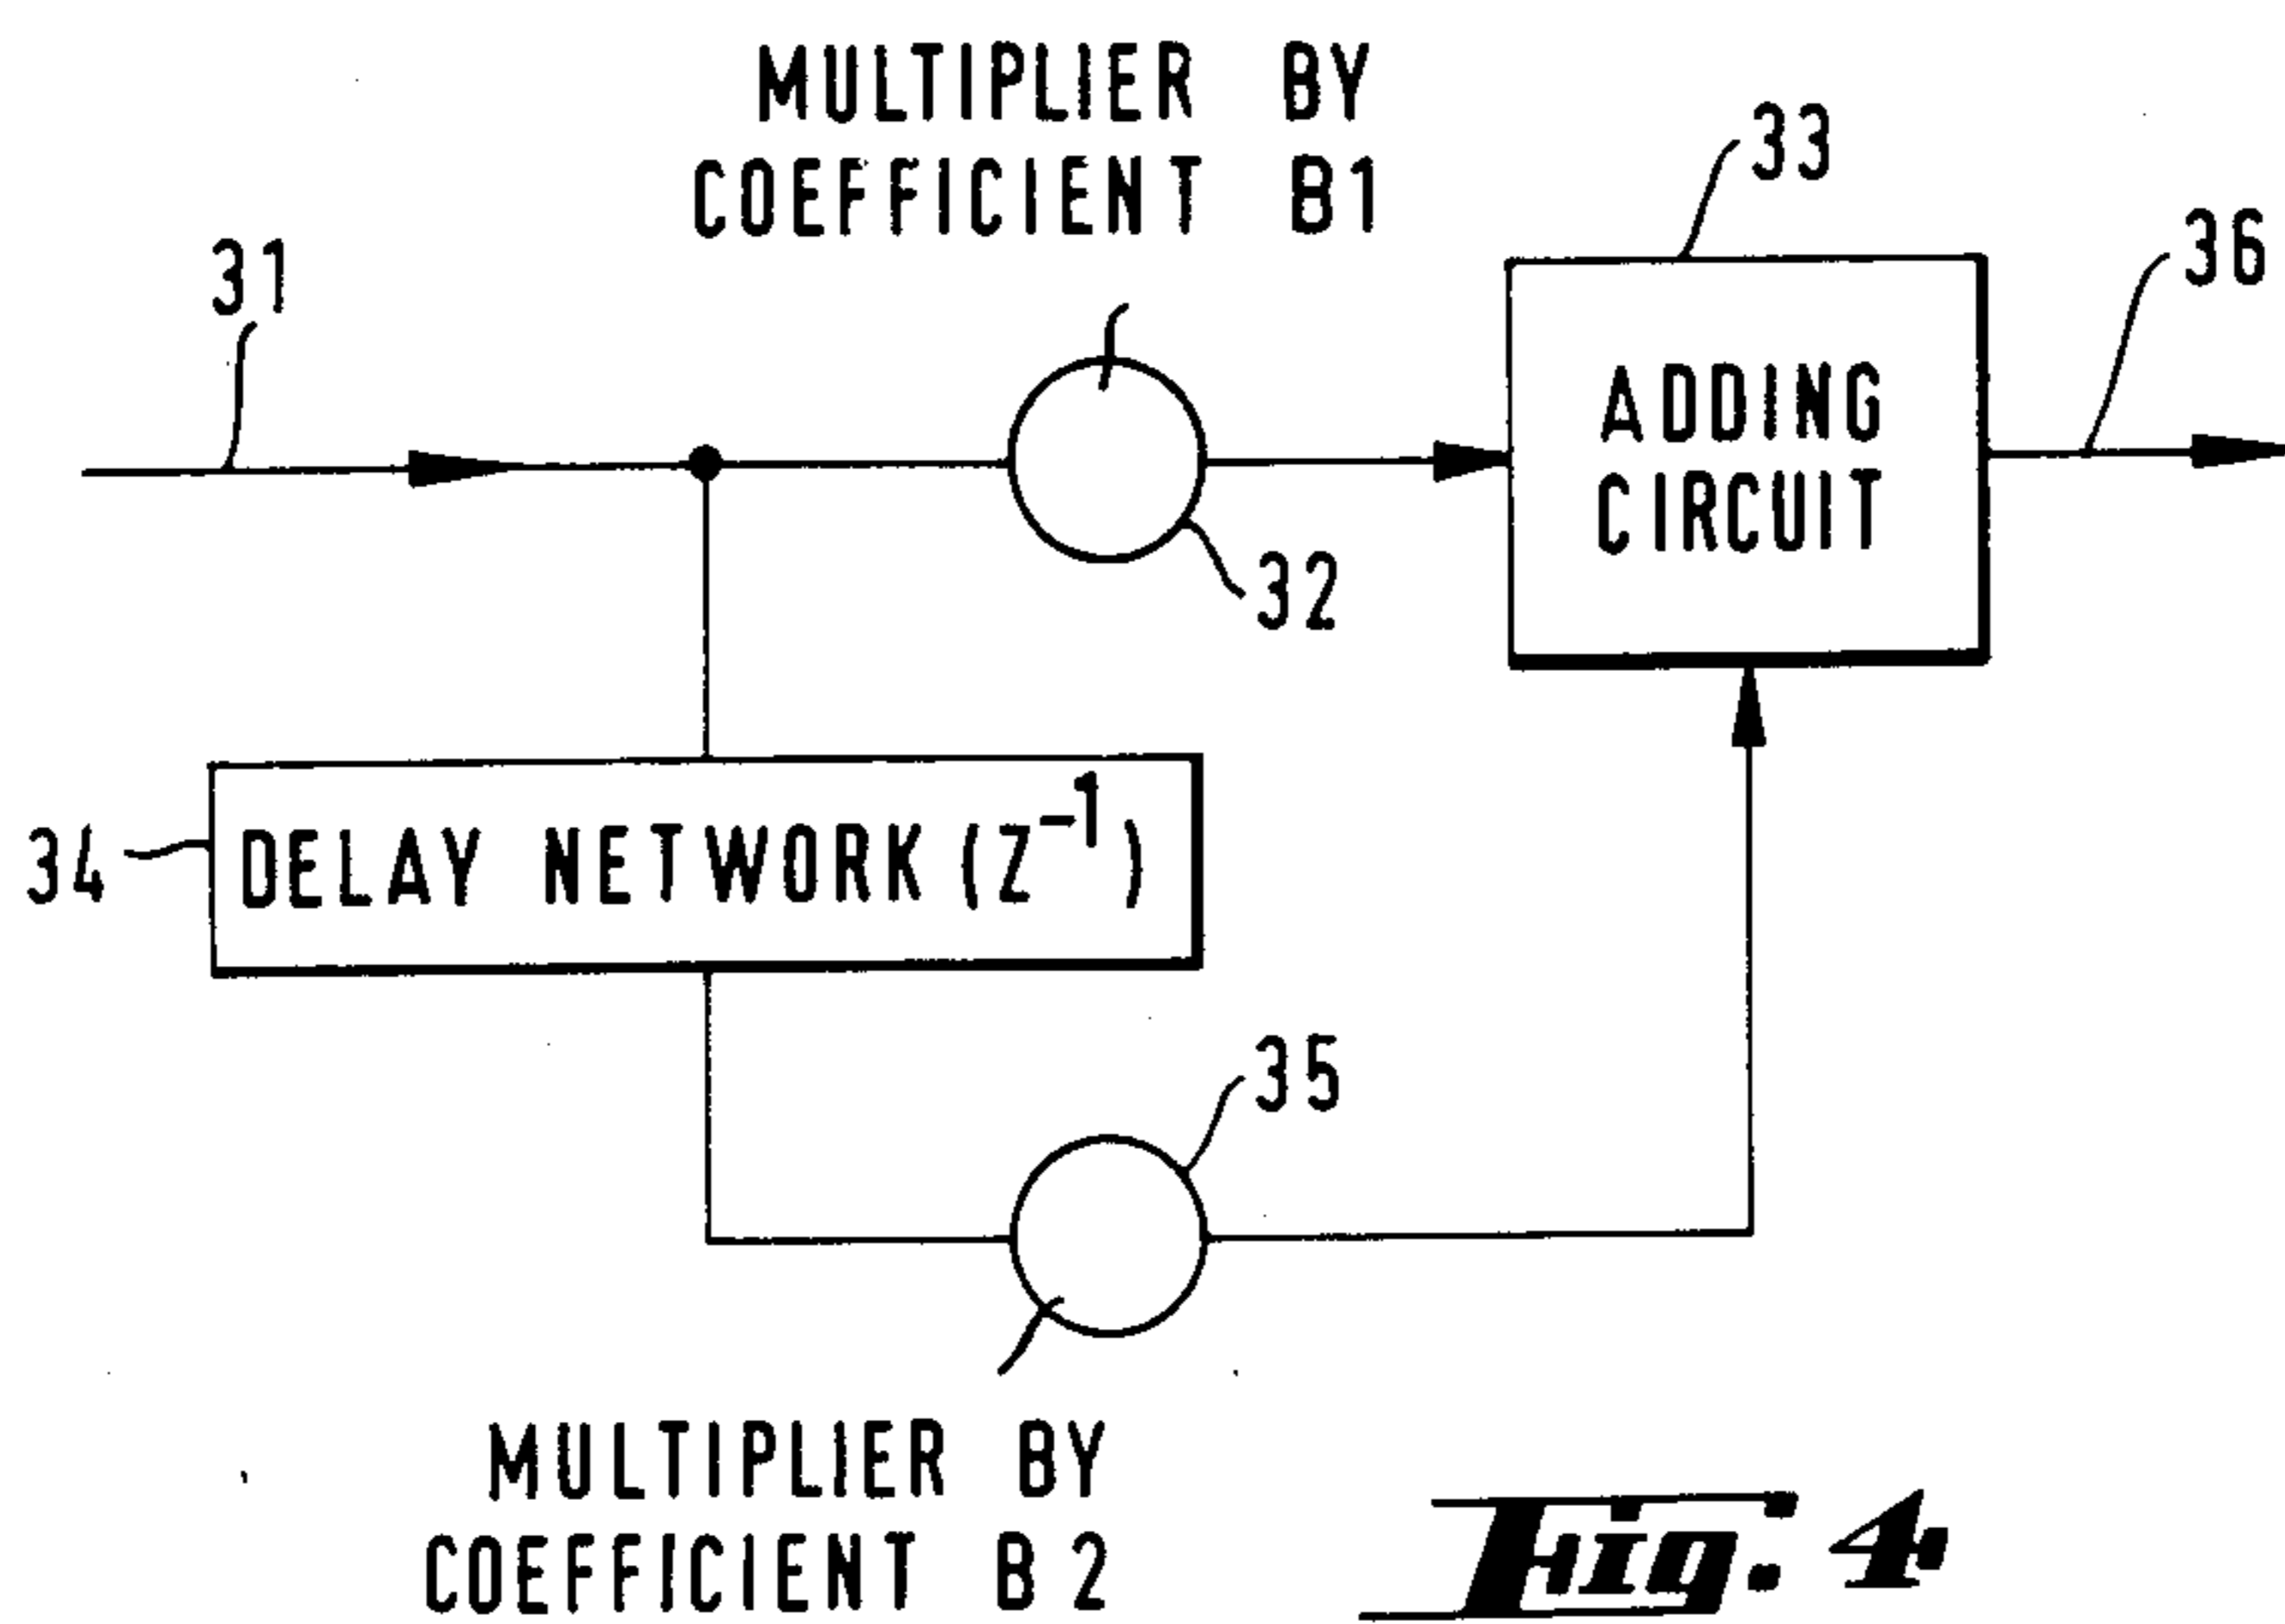 MULTIPLIER BY
COEFFICIENT B1
33
36
31
ADDING
CIRCUIT
32
34
DELAY NETWORK (Z⁻¹)
35
MULTIPLIER BY
COEFFICIENT B2
Fig. 4